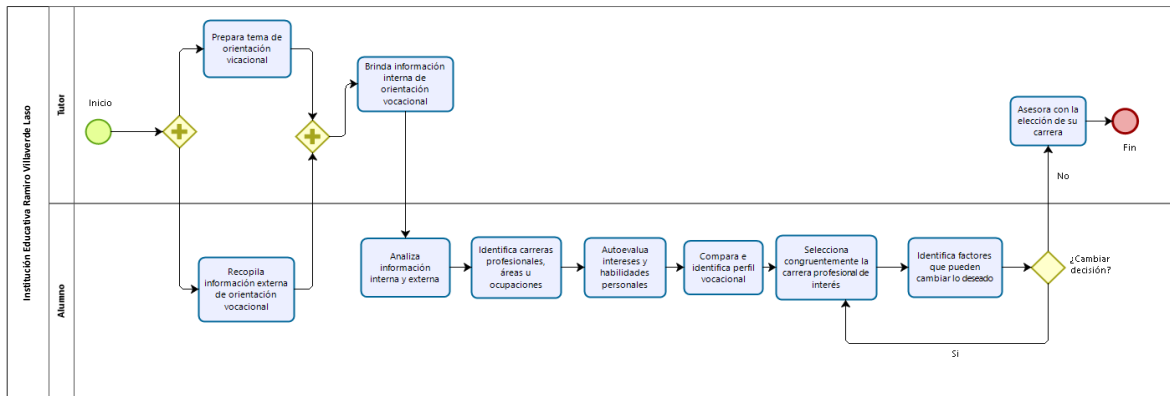 Institución Educativa Ramiro Villaverde Laso
Tutor
Inicio
Prepara tema de
orientación
vicacional
Brinda información
interna de
orientación
vocacional
Asesora con la
elección de su
carrera
Fin
No
Alumno
Recopila
información externa
de orientación
vocacional
Analiza
información
interna y externa
Identifica carreras
profesionales,
áreas u
ocupaciones
Autoevalua
intereses y
habilidades
personales
Compara e
identifica perfil
vocacional
Selecciona
congruentemente la
carrera profesional de
interés
Identifica factores
que pueden
cambiar lo deseado
¿Cambiar
decisión?
Si